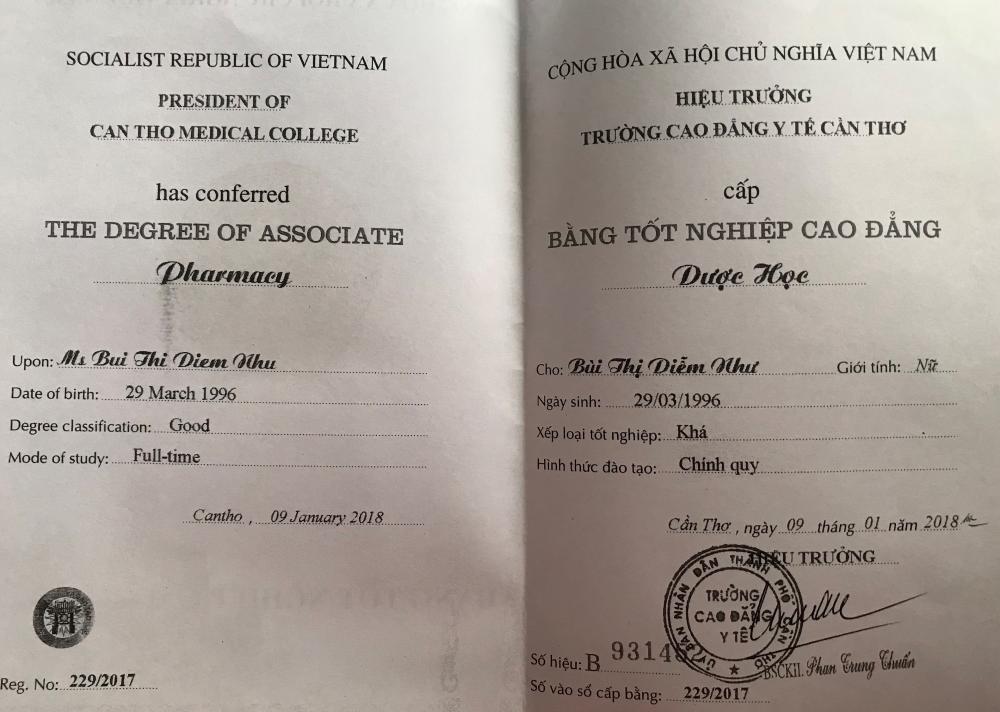 SOCIALIST REPUBLIC OF VIETNAM
PRESIDENT OF
CAN THO MEDICAL COLLEGE
has conferred
THE DEGREE OF ASSOCIATE
Pharmacy
Upon: Ms Bui Thi Diem Nhu
Date of birth: 29 March 1996
Degree classification: Good
Mode of study: Full-time
Cantho, 09 January 2018
Reg. No: 229/2017
CỘNG HÒA XÃ HỘI CHỦ NGHĨA VIỆT NAM
HIỆU TRƯỞNG
TRƯỜNG CAO ĐẲNG Y TẾ CẦN THƠ
cấp
BẰNG TỐT NGHIỆP CAO ĐẲNG
Dược Học
Cho: Bùi Thị Diễm Như Giới tính: Nữ
Ngày sinh: 29/03/1996
Xếp loại tốt nghiệp: Khá
Hình thức đào tạo: Chính quy
Cần Thơ, ngày 09 tháng 01 năm 2018
HIỆU TRƯỞNG
ỦY BAN NHÂN DÂN THÀNH PHỐ CẦN THƠ
TRƯỜNG
CAO ĐẲNG
Y TẾ
Số hiệu: B 9314
BSCKII. Phan Trung Thuấn
Số vào sổ cấp bằng: 229/2017